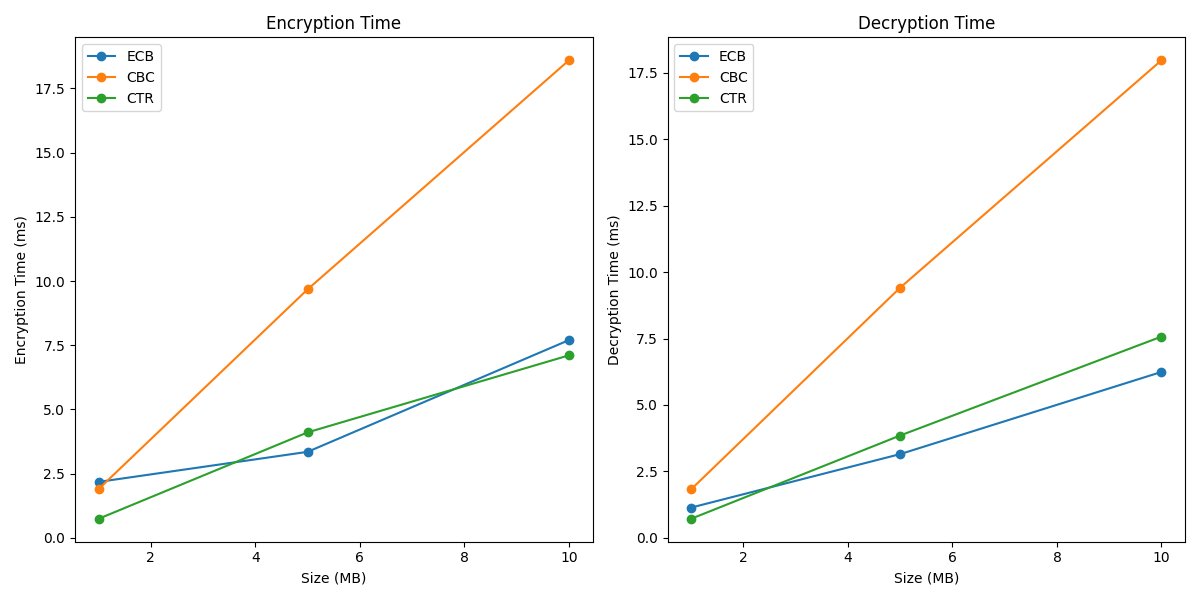 Encryption Time
ECB
CBC
CTR
17.5
15.0
12.5
10.0
7.5
5.0
2.5
0.0
Encryption Time (ms)
2 4 6 8 10
Size (MB)
Decryption Time
ECB
CBC
CTR
17.5
15.0
12.5
10.0
7.5
5.0
2.5
0.0
Decryption Time (ms)
2 4 6 8 10
Size (MB)